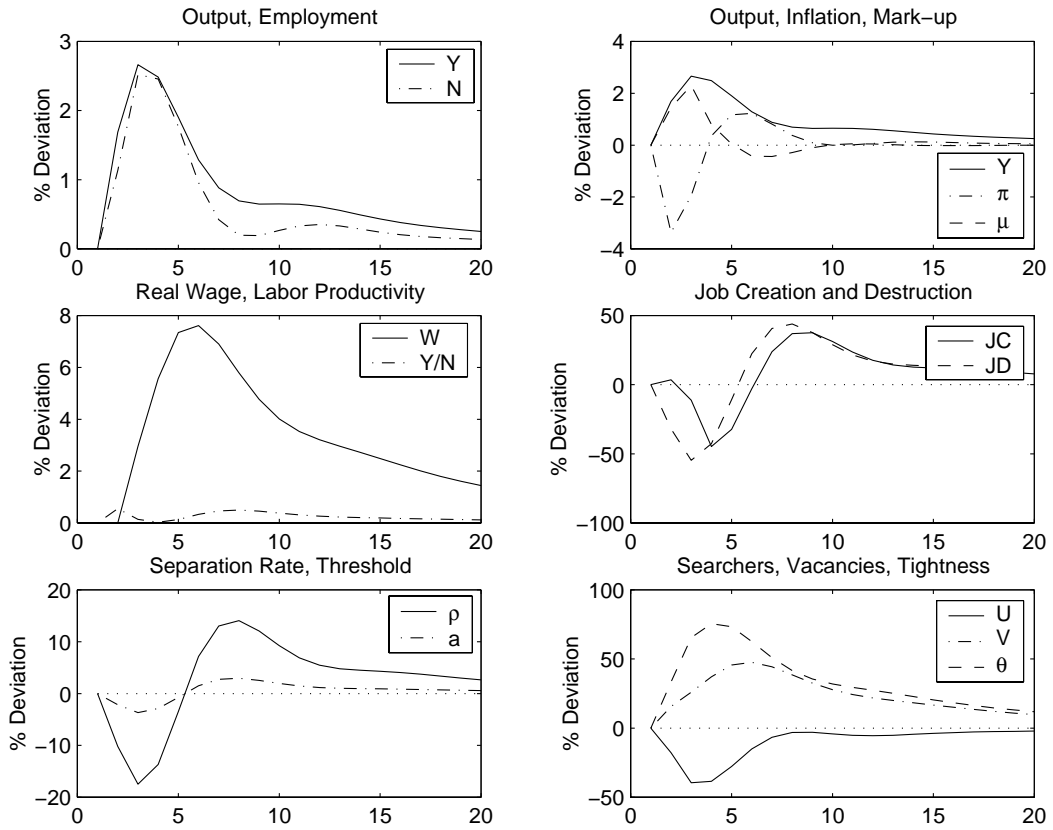 Output, Employment
% Deviation
3
2
1
0
0 5 10 15 20
Y
N
Output, Inflation, Mark−up
% Deviation
4
2
0
−2
−4
0 5 10 15 20
Y
π
μ
Real Wage, Labor Productivity
% Deviation
8
6
4
2
0
0 5 10 15 20
W
Y/N
Job Creation and Destruction
% Deviation
50
0
−50
−100
0 5 10 15 20
JC
JD
Separation Rate, Threshold
% Deviation
20
10
0
−10
−20
0 5 10 15 20
ρ
a
Searchers, Vacancies, Tightness
% Deviation
100
50
0
−50
0 5 10 15 20
U
V
θ